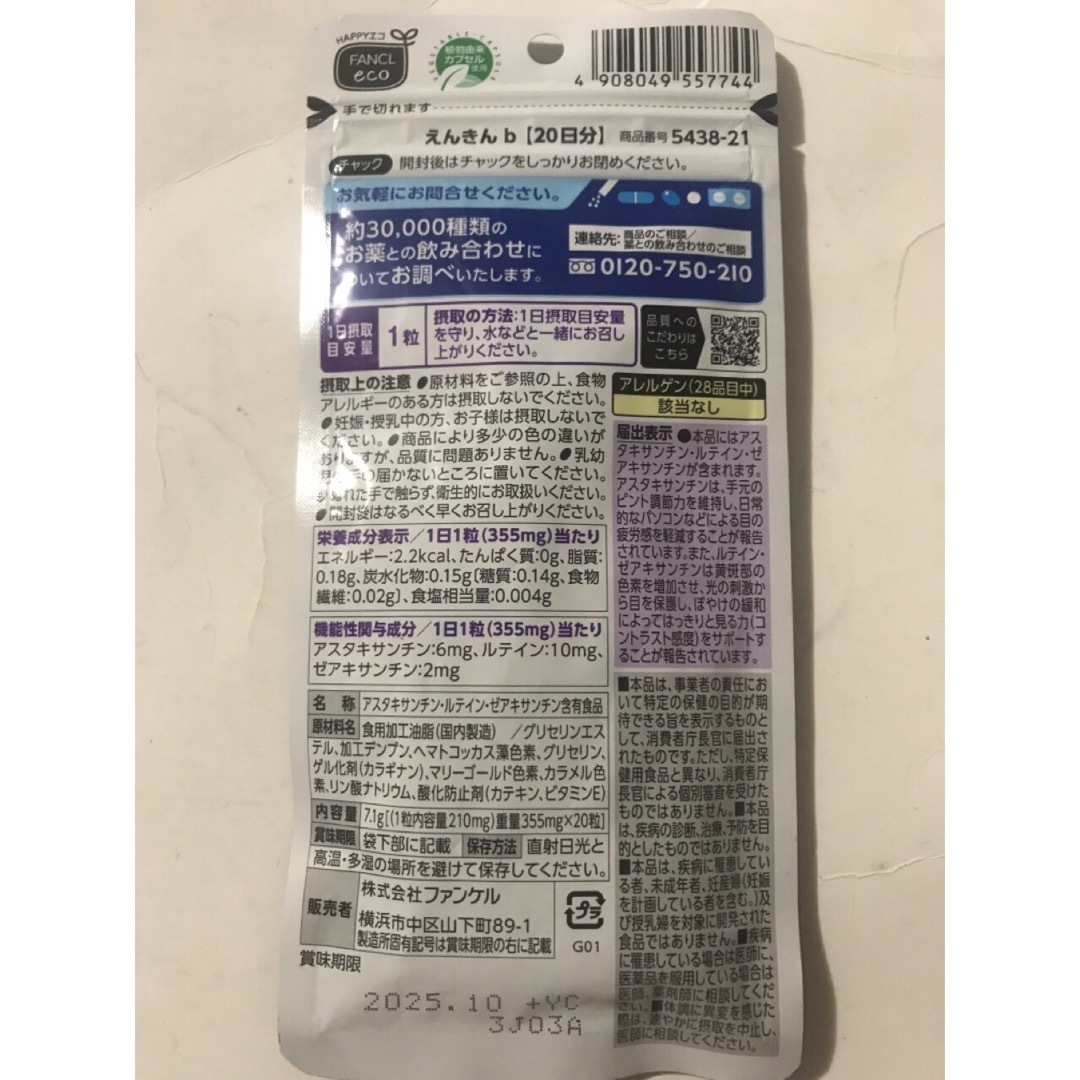 HAPPYエコ
FANCL
eco
VEGETABLE CAPSULE
植物由来
カプセル
使用
4 908049 557744
手で切れます
えんきん b【20日分】 商品番号 5438-21
チャック 開封後はチャックをしっかりお閉めください。
お気軽にお問合せください。
約30,000種類の
お薬との飲み合わせに
ついてお調べいたします。
連絡先: 商品のご相談/
薬との飲み合わせのご相談
0120-750-210
1日摂取
目安量
1粒
摂取の方法:1日摂取目安量
を守り、水などと一緒にお召し
上がりください。
品質への
こだわりは
こちら
摂取上の注意 ●原材料をご参照の上、食物
アレルギーのある方は摂取しないでください。
●妊娠・授乳中の方、お子様は摂取しないで
ください。●商品により多少の色の違いが
ありますが、品質に問題ありません。●乳幼
児の手の届かないところに置いてください。
●ぬれた手で触らず、衛生的にお取扱いください。
●開封後はなるべく早くお召し上がりください。
栄養成分表示/1日1粒(355mg)当たり
エネルギー:2.2kcal、たんぱく質:0g、脂質:
0.18g、炭水化物:0.15g〔糖質:0.14g、食物
繊維:0.02g〕、食塩相当量:0.004g
機能性関与成分/1日1粒(355mg)当たり
アスタキサンチン:6mg、ルテイン:10mg、
ゼアキサンチン:2mg
名 称 アスタキサンチン・ルテイン・ゼアキサンチン含有食品
原材料名 食用加工油脂(国内製造) /グリセリンエス
テル、加工デンプン、ヘマトコッカス藻色素、グリセリン、
ゲル化剤(カラギナン)、マリーゴールド色素、カラメル色
素、リン酸ナトリウム、酸化防止剤(カテキン、ビタミンE)
内容量 7.1g[(1粒内容量210mg)重量355mg×20粒]
賞味期限 袋下部に記載 保存方法 直射日光と
高温・多湿の場所を避けて保存してください。
販売者 株式会社ファンケル
横浜市中区山下町89-1
製造所固有記号は賞味期限の右に記載
プラ
G01
賞味期限
2025.10 +YC
3J03A
アレルゲン(28品目中)
該当なし
届出表示 ●本品にはアス
タキサンチン・ルテイン・ゼ
アキサンチンが含まれます。
アスタキサンチンは、手元の
ピント調節力を維持し、日常
的なパソコンなどによる目の
疲労感を軽減することが報告
されています。また、ルテイン・
ゼアキサンチンは黄斑部の
色素を増加させ、光の刺激か
ら目を保護し、ぼやけの緩和
によってはっきりと見る力(コ
ントラスト感度)をサポートす
ることが報告されています。
■本品は、事業者の責任にお
いて特定の保健の目的が期
待できる旨を表示するものと
して、消費者庁長官に届出さ
れたものです。ただし、特定保
健用食品と異なり、消費者庁
長官による個別審査を受けた
ものではありません。■本品
は、疾病の診断、治療、予防を目
的としたものではありません。
■本品は、疾病に罹患してい
る者、未成年者、妊産婦(妊娠
を計画している者を含む。)及
び授乳婦を対象に開発された
食品ではありません。■疾病
に罹患している場合は医師に、
医薬品を服用している場合は
医師、薬剤師に相談してくだ
さい。■体調に異変を感じた
際は、速やかに摂取を中止し、
医師に相談してください。